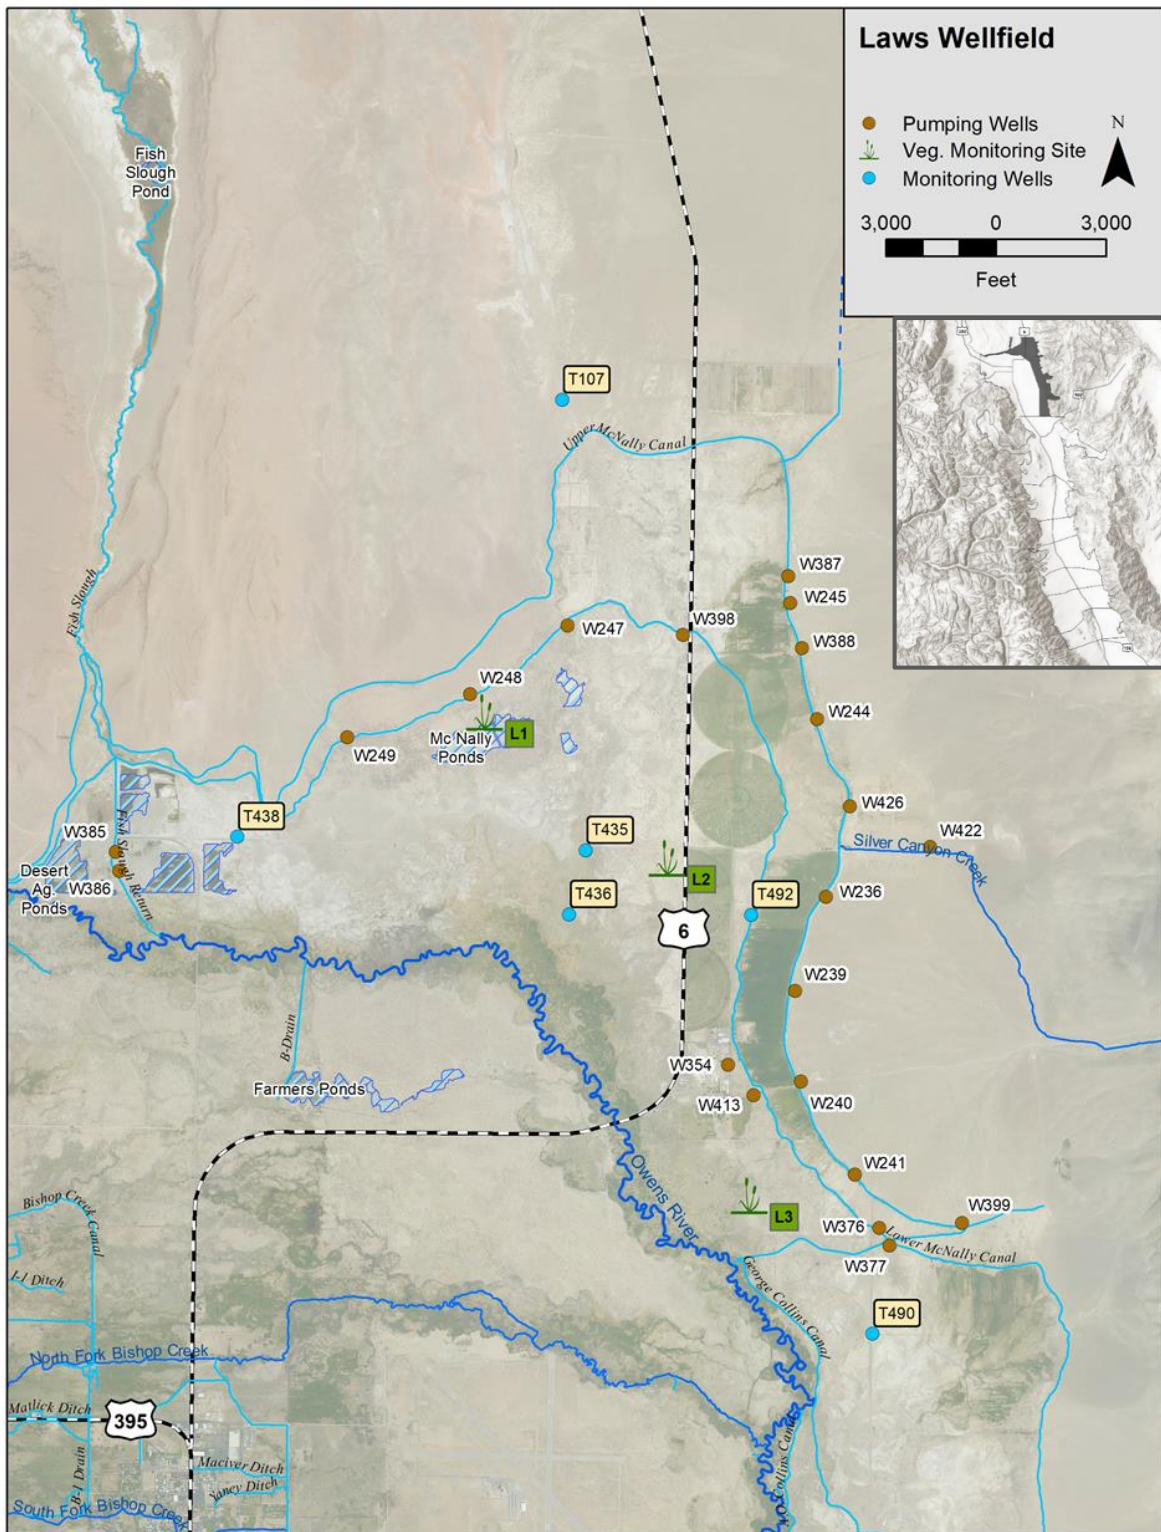 Laws Wellfield
Pumping Wells
Veg. Monitoring Site
Monitoring Wells
N
3,000 0 3,000
Feet
Fish
Slough
Pond
T107
Upper McNally Canal
Fish Slough
W387
W245
W398
W247
W388
W248
W244
L1
Mc Nally
Ponds
W249
W426
T438
T435
W422
Silver Canyon Creek
W385
Fish Slough Return
Desert
Ag.
Ponds
W386
L2
T436
T492
W236
6
W239
B-Drain
W354
Farmers Ponds
W413
W240
Owens River
W241
Bishop Creek Canal
L3
W399
W376
Lower McNally Canal
W377
I-1 Ditch
George Collins Canal
T490
North Fork Bishop Creek
Matlick Ditch
395
B-1 Drain
Maciver Ditch
Yaney Ditch
South Fork Bishop Creek
Collins Canal